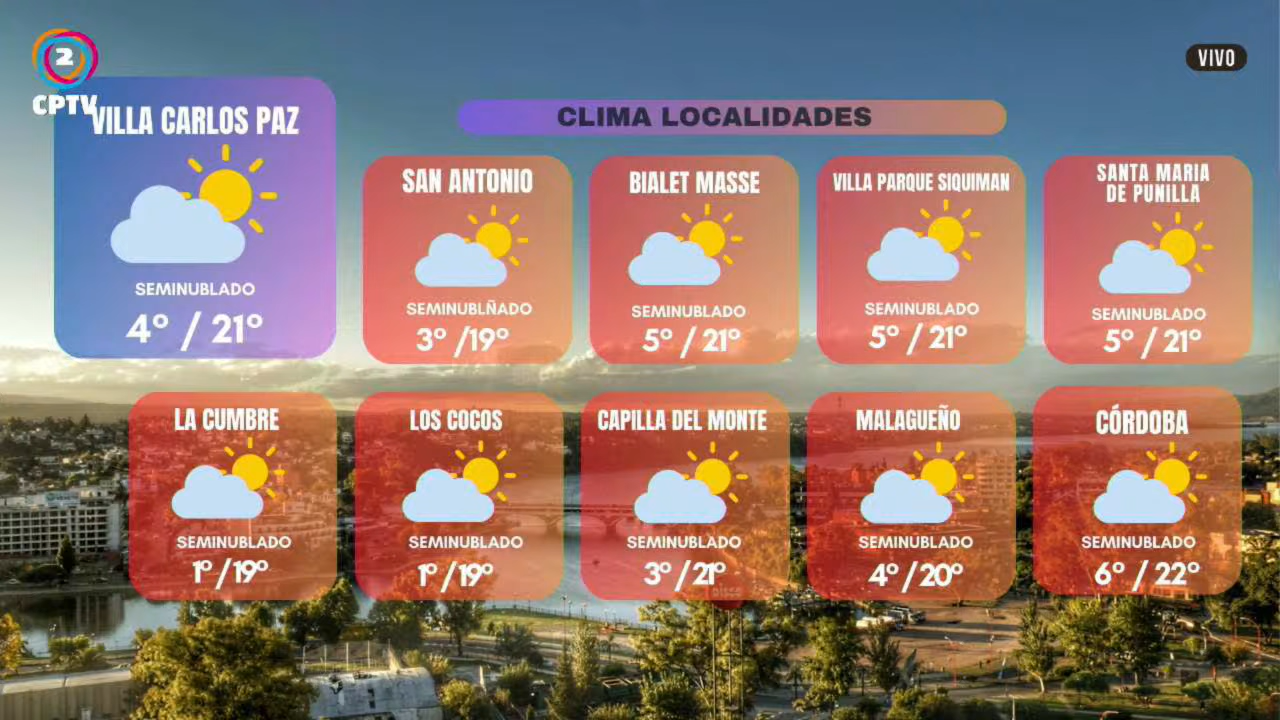 2
CPTV
VIVO
VILLA CARLOS PAZ
SEMINUBLADO
4° / 21°
CLIMA LOCALIDADES
SAN ANTONIO
SEMINUBLÑADO
3° /19°
BIALET MASSE
SEMINUBLADO
5° / 21°
VILLA PARQUE SIQUIMAN
SEMINUBLADO
5° / 21°
SANTA MARIA
DE PUNILLA
SEMINUBLADO
5° / 21°
LA CUMBRE
SEMINUBLADO
1° /19°
LOS COCOS
SEMINUBLADO
1° /19°
CAPILLA DEL MONTE
SEMINUBLADO
3° /21°
MALAGUEÑO
SEMINUBLADO
4° /20°
CÓRDOBA
SEMINUBLADO
6° / 22°